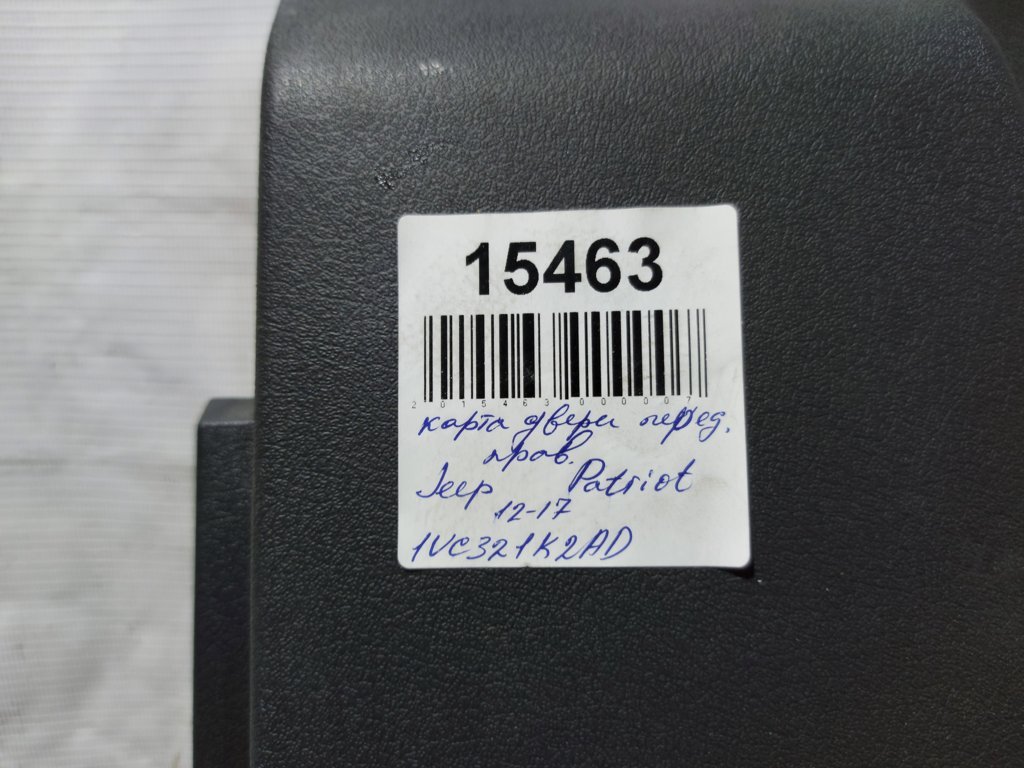 15463
2015463000007
карта двери перед.
прав.
Jeep Patriot
12-17
1VC321K2AD